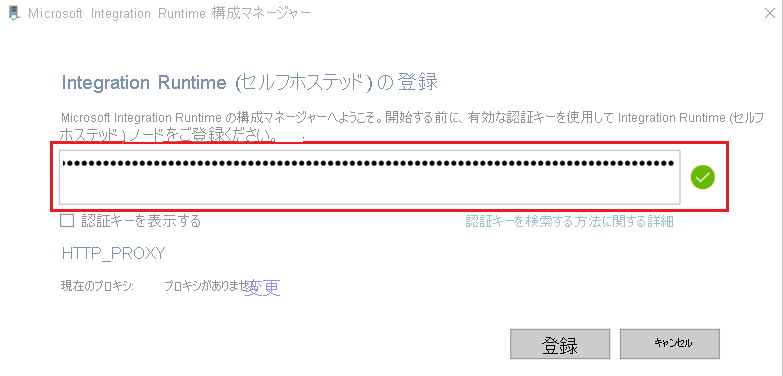 Microsoft Integration Runtime 構成マネージャー
Integration Runtime (セルフホステッド) の登録
Microsoft Integration Runtime の構成マネージャーへようこそ。開始する前に、有効な認証キーを使用して Integration Runtime (セルフ
ホステッド) ノードをご登録ください。
●●●●●●●●●●●●●●●●●●●●●●●●●●●●●●●●●●●●●●●●●●●●●●●●●●●●●●●●●●●●●●●●●●●●●●●●●●●●●●●●●●
認証キーを表示する 認証キーを検索する方法に関する詳細
HTTP_PROXY
現在のプロキシ: プロキシがありません 変更
登録 キャンセル